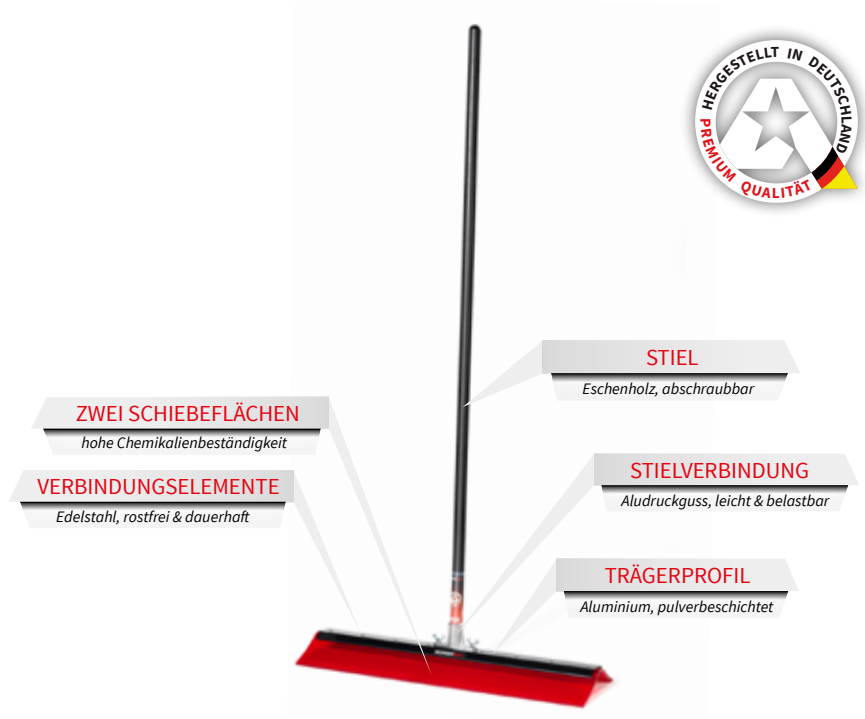 HERGESTELLT IN DEUTSCHLAND
PREMIUM QUALITÄT
STIEL
Eschenholz, abschraubbar
ZWEI SCHIEBEFLÄCHEN
hohe Chemikalienbeständigkeit
STIELVERBINDUNG
Aludruckguss, leicht & belastbar
VERBINDUNGSELEMENTE
Edelstahl, rostfrei & dauerhaft
TRÄGERPROFIL
Aluminium, pulverbeschichtet